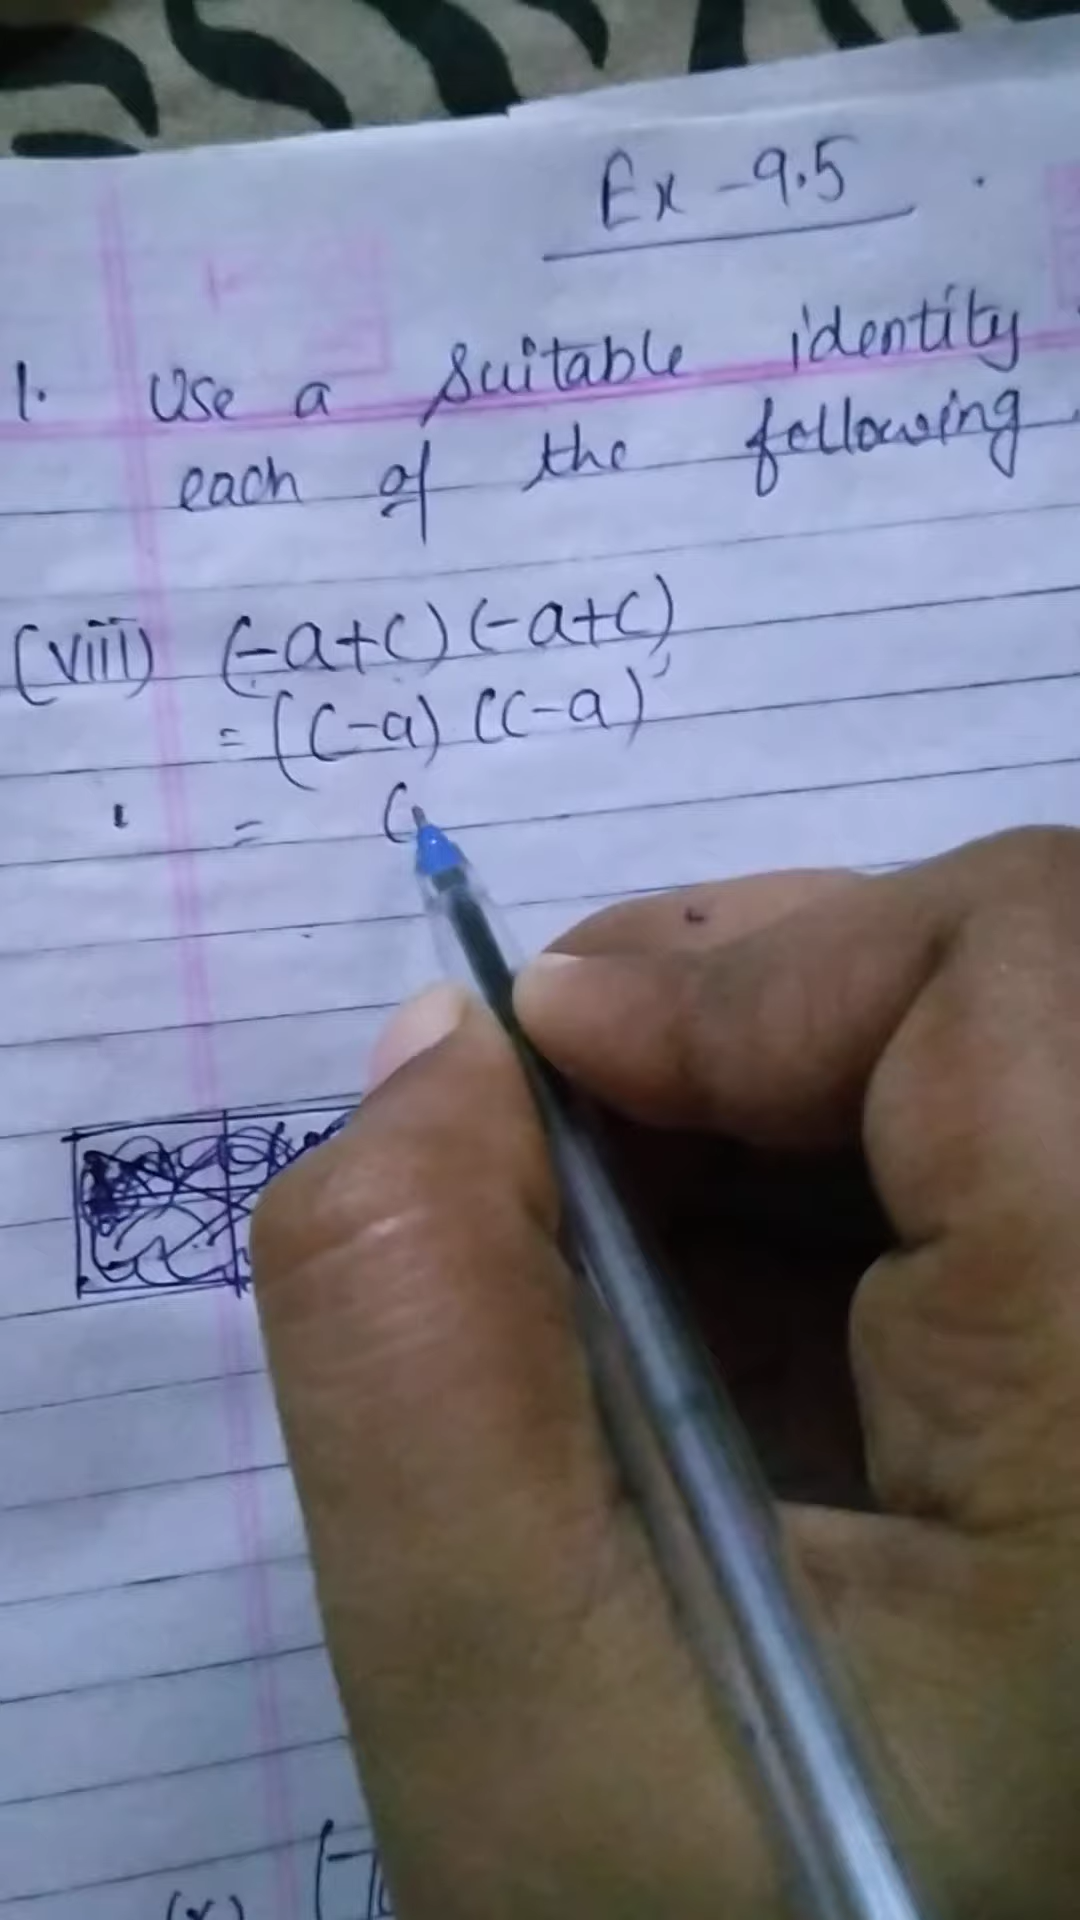 Ex - 9.5
1. Use a suitable identity
each of the following
(viii) (-a+c) (-a+c)
= (c-a) (c-a)
= (
(x) (-